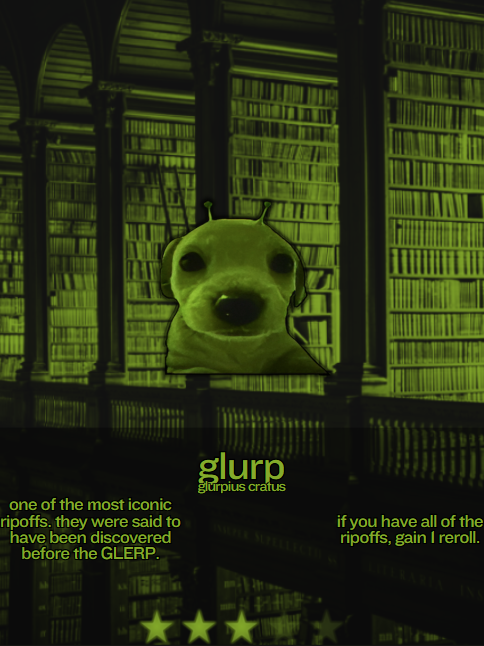 glurp
glurpius cratus
one of the most iconic
ripoffs. they were said to
have been discovered
before the GLERP.
if you have all of the
ripoffs, gain 1 reroll.